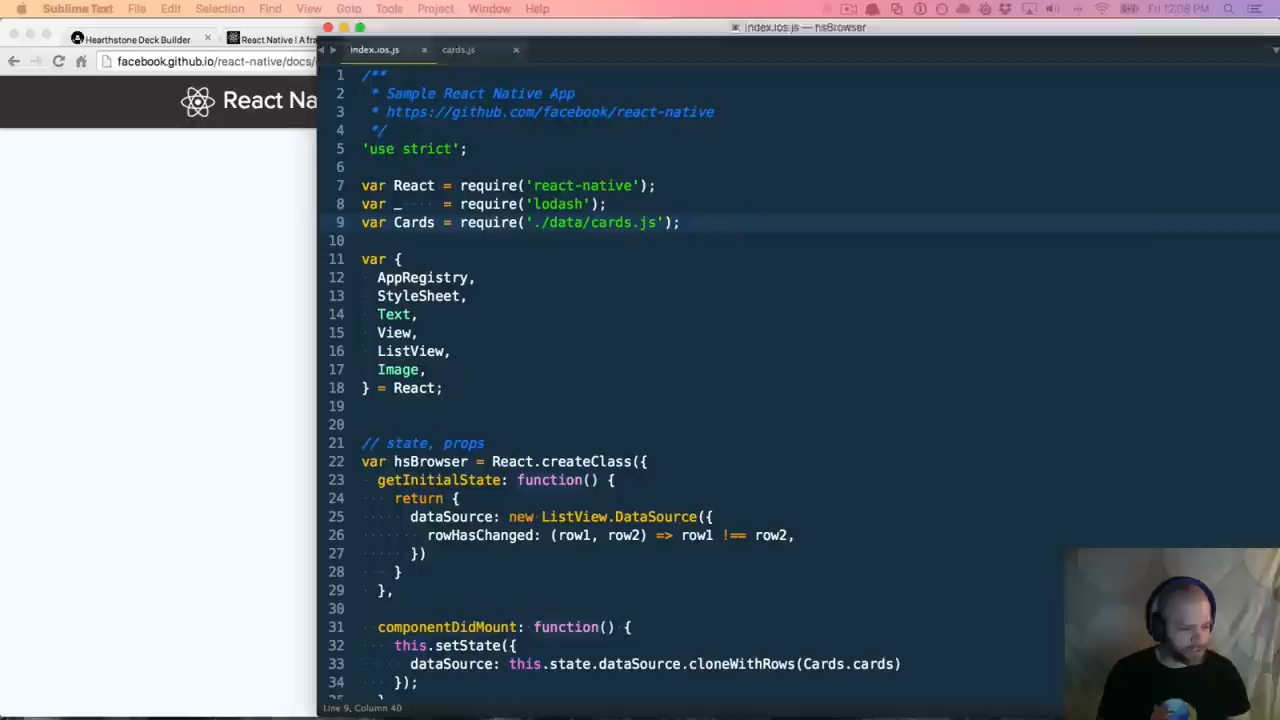 Sublime Text File Edit Selection Find View Goto Tools Project Window Help Fri 12:08 PM
index.ios.js — hsBrowser
Hearthstone Deck Builder × React Native | A fra
index.ios.js × cards.js ×
facebook.github.io/react-native/docs/
React Na
1 /**
2 * Sample React Native App
3 * https://github.com/facebook/react-native
4 */
5 'use strict';
6
7 var React = require('react-native');
8 var _ = require('lodash');
9 var Cards = require('./data/cards.js');
10
11 var {
12 AppRegistry,
13 StyleSheet,
14 Text,
15 View,
16 ListView,
17 Image,
18 } = React;
19
20
21 // state, props
22 var hsBrowser = React.createClass({
23 getInitialState: function() {
24 return {
25 dataSource: new ListView.DataSource({
26 rowHasChanged: (row1, row2) => row1 !== row2,
27 })
28 }
29 },
30
31 componentDidMount: function() {
32 this.setState({
33 dataSource: this.state.dataSource.cloneWithRows(Cards.cards)
34 });
Line 9, Column 40